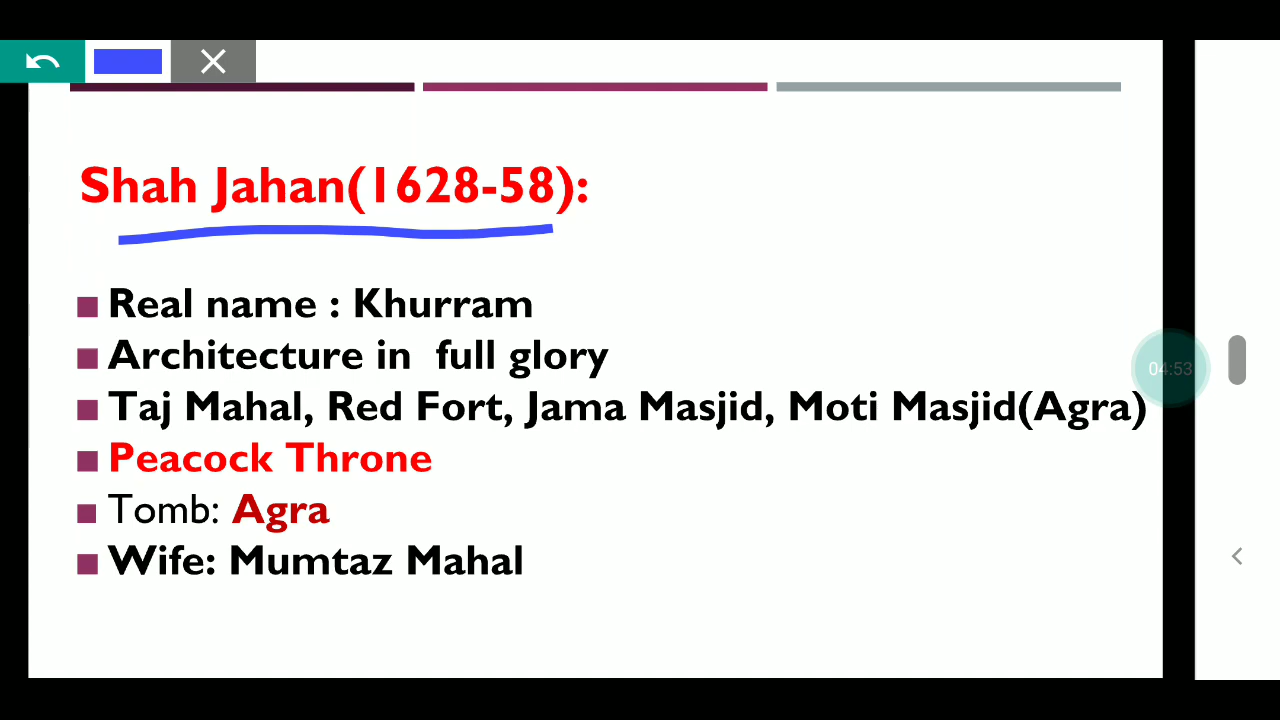 Shah Jahan(1628-58):
Real name : Khurram
Architecture in full glory
Taj Mahal, Red Fort, Jama Masjid, Moti Masjid(Agra)
04:53
Peacock Throne
Tomb: Agra
Wife: Mumtaz Mahal